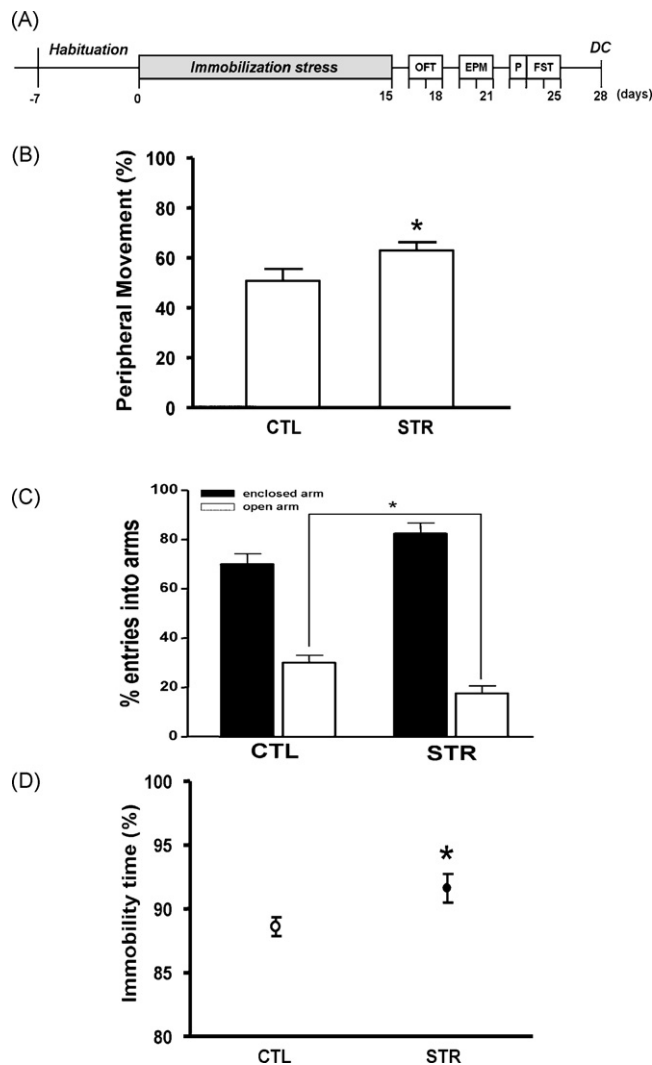 (A)
Habituation Immobilization stress OFT EPM P FST DC
-7 0 15 18 21 25 28 (days)
(B)
Peripheral Movement (%)
100
80
60
40
20
0
*
CTL STR
(C)
% entries into arms
100
80
60
40
20
0
enclosed arm
open arm
*
CTL STR
(D)
Immobility time (%)
100
95
90
85
80
*
CTL STR